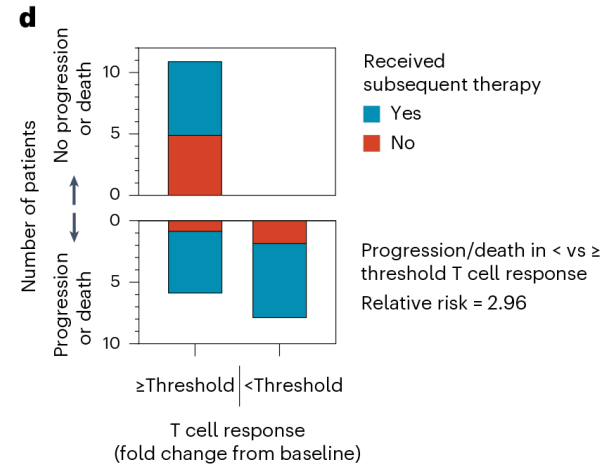 d
Number of patients
No progression
or death
10
5
0
Progression
or death
0
5
10
Received
subsequent therapy
Yes
No
Progression/death in < vs ≥
threshold T cell response
Relative risk = 2.96
≥Threshold
<Threshold
T cell response
(fold change from baseline)